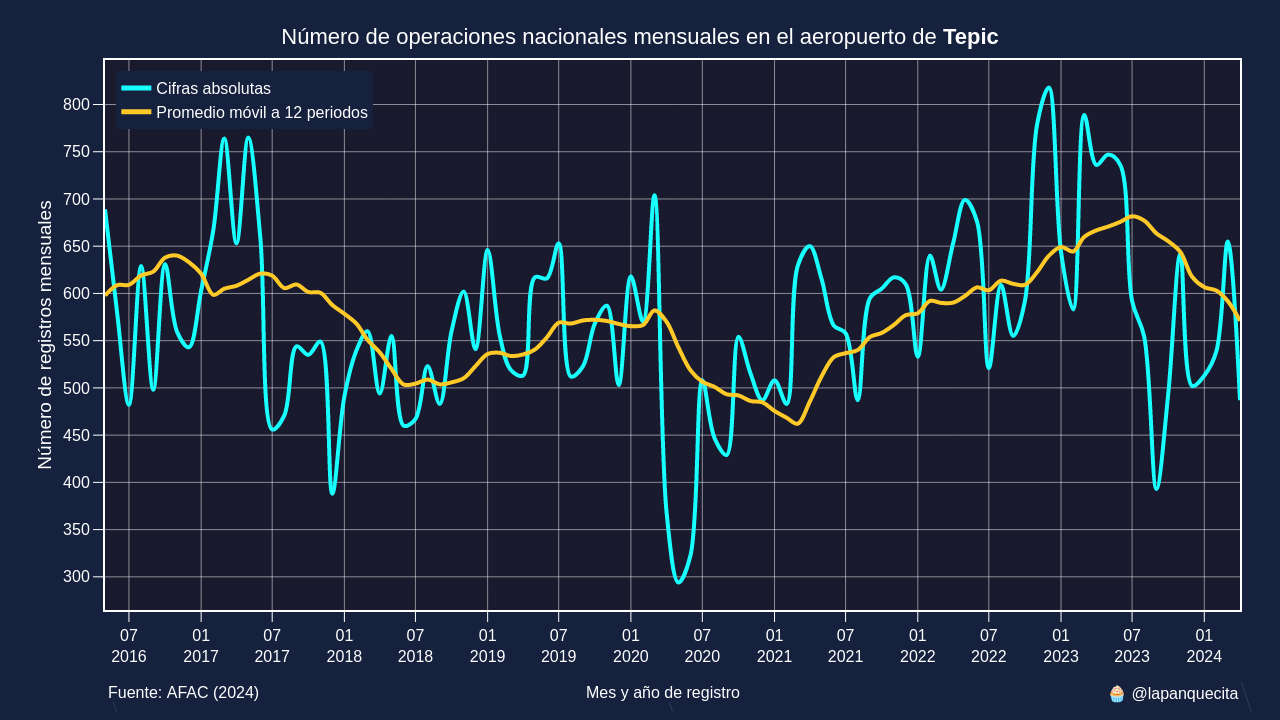 Número de operaciones nacionales mensuales en el aeropuerto de Tepic
Cifras absolutas
Promedio móvil a 12 periodos
Número de registros mensuales
800
750
700
650
600
550
500
450
400
350
300
07 01 07 01 07 01 07 01 07 01 07 01 07 01 07 01
2016 2017 2017 2018 2018 2019 2019 2020 2020 2021 2021 2022 2022 2023 2023 2024
Fuente: AFAC (2024)
Mes y año de registro
🧁 @lapanquecita